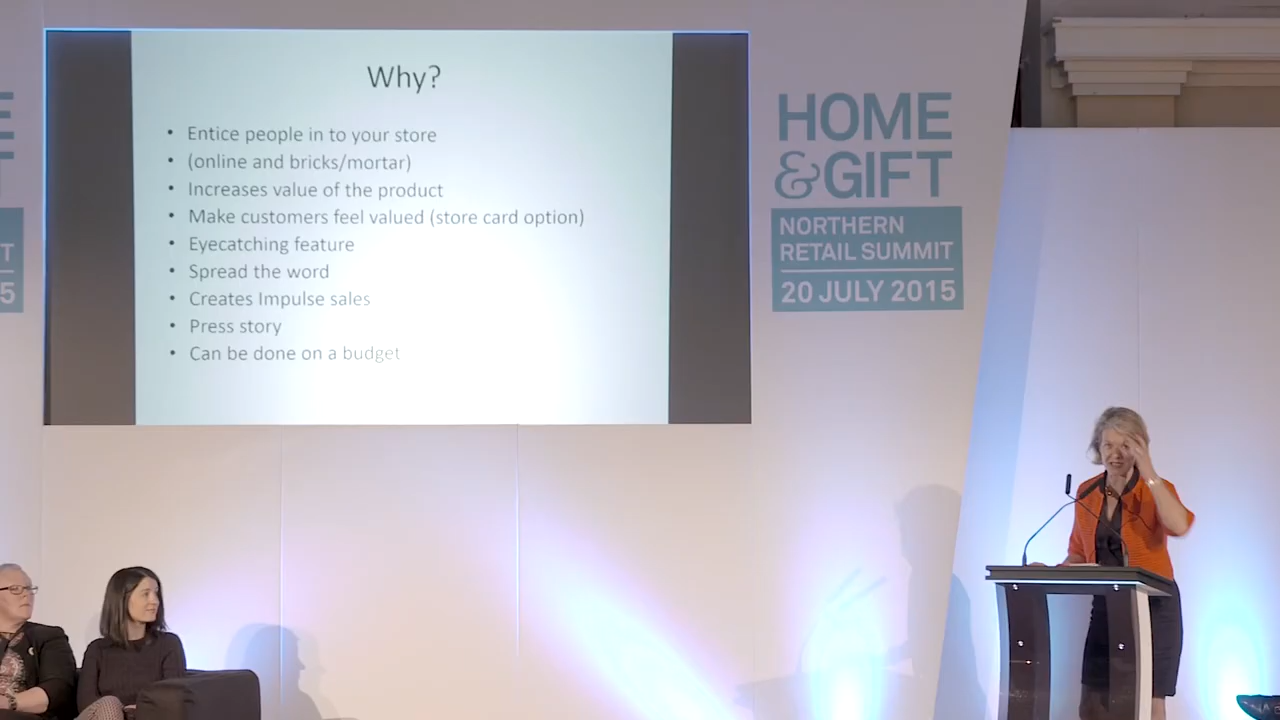 Why?
• Entice people in to your store
• (online and bricks/mortar)
• Increases value of the product
• Make customers feel valued (store card option)
• Eyecatching feature
• Spread the word
• Creates Impulse sales
• Press story
• Can be done on a budget
HOME
&GIFT
NORTHERN
RETAIL SUMMIT
20 JULY 2015
E
T
T
5